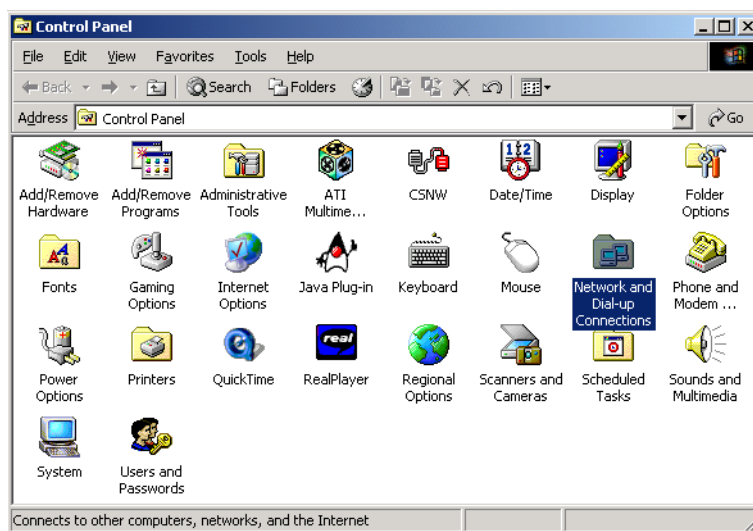 Control Panel
File Edit View Favorites Tools Help
Back Search Folders
Address Control Panel Go
Add/Remove Hardware
Add/Remove Programs
Administrative Tools
ATI Multime...
CSNW
Date/Time
Display
Folder Options
Fonts
Gaming Options
Internet Options
Java Plug-in
Keyboard
Mouse
Network and Dial-up Connections
Phone and Modem ...
Power Options
Printers
QuickTime
real
RealPlayer
Regional Options
Scanners and Cameras
Scheduled Tasks
Sounds and Multimedia
System
Users and Passwords
Connects to other computers, networks, and the Internet